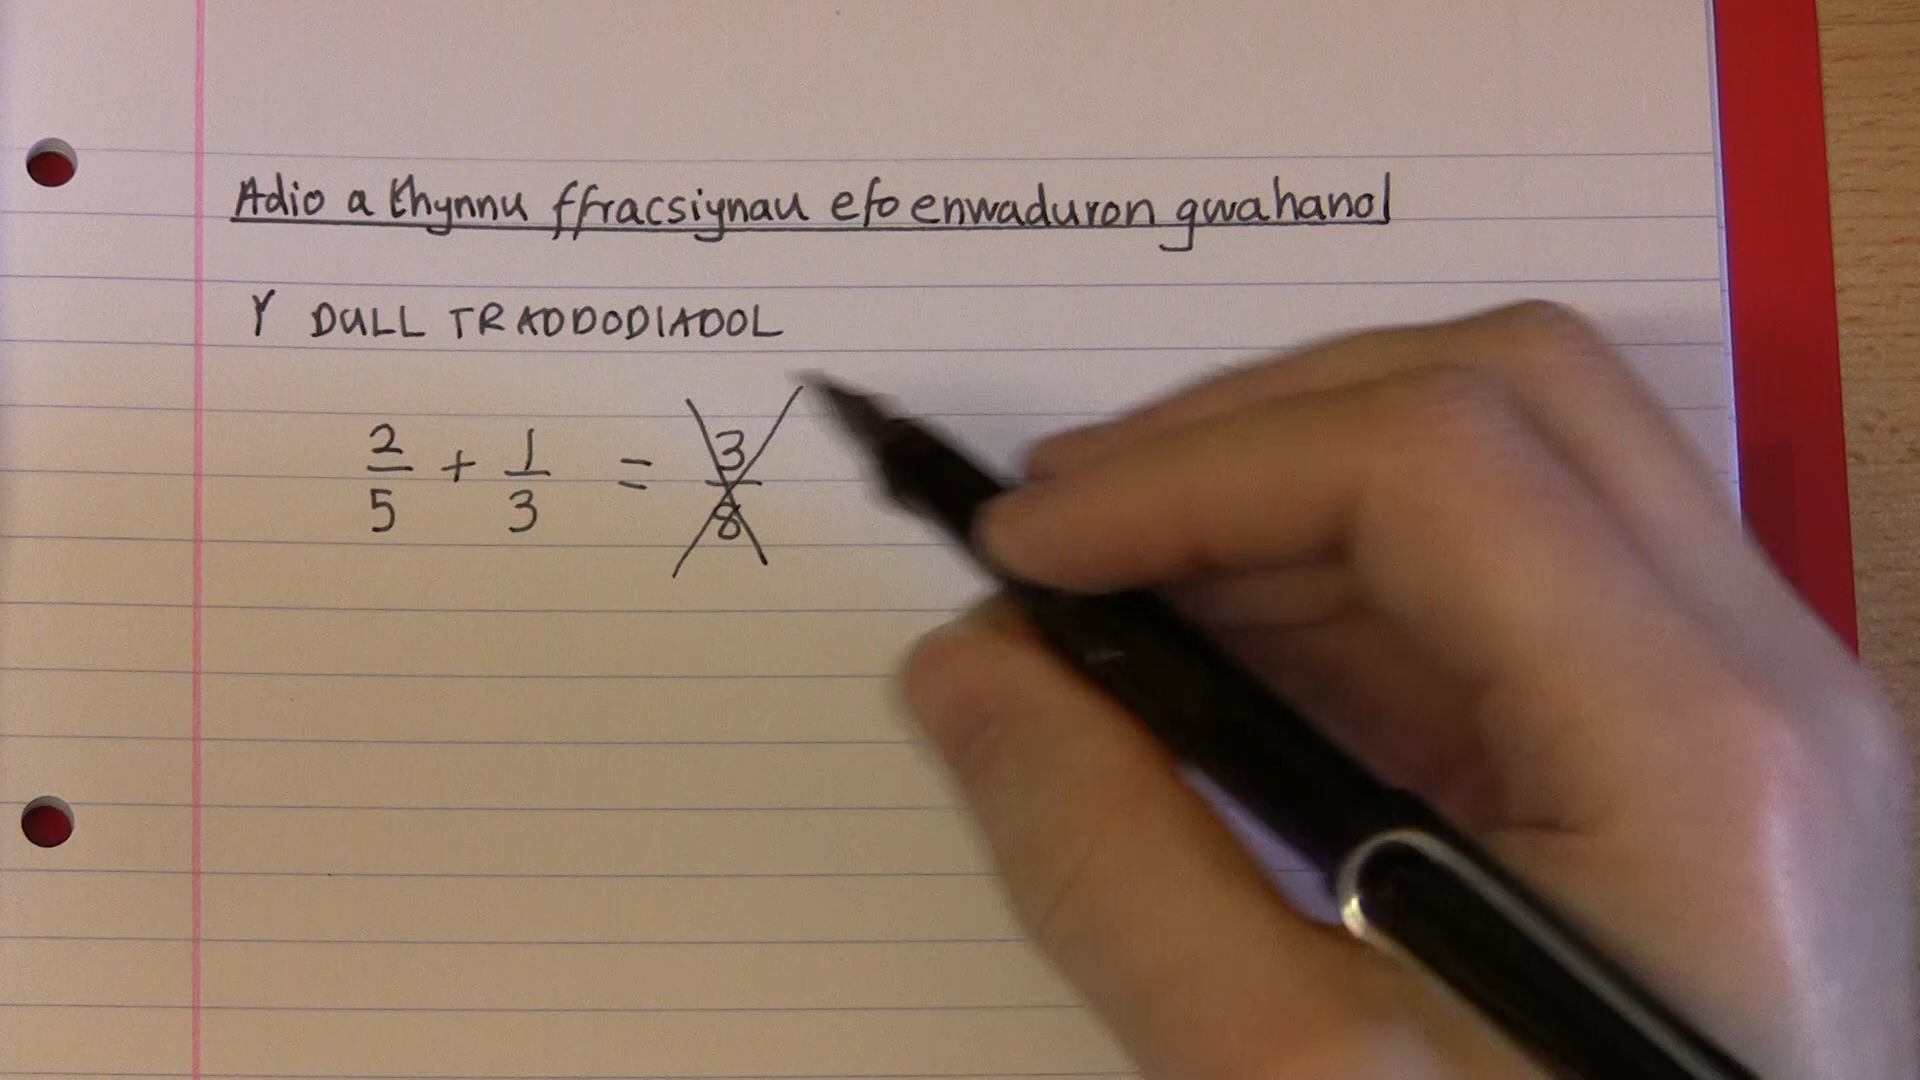 Adio a thynnu ffracsiynau efo enwaduron gwahanol
Y DULL TRADDODIADOL
2/5 + 1/3 = 3/8